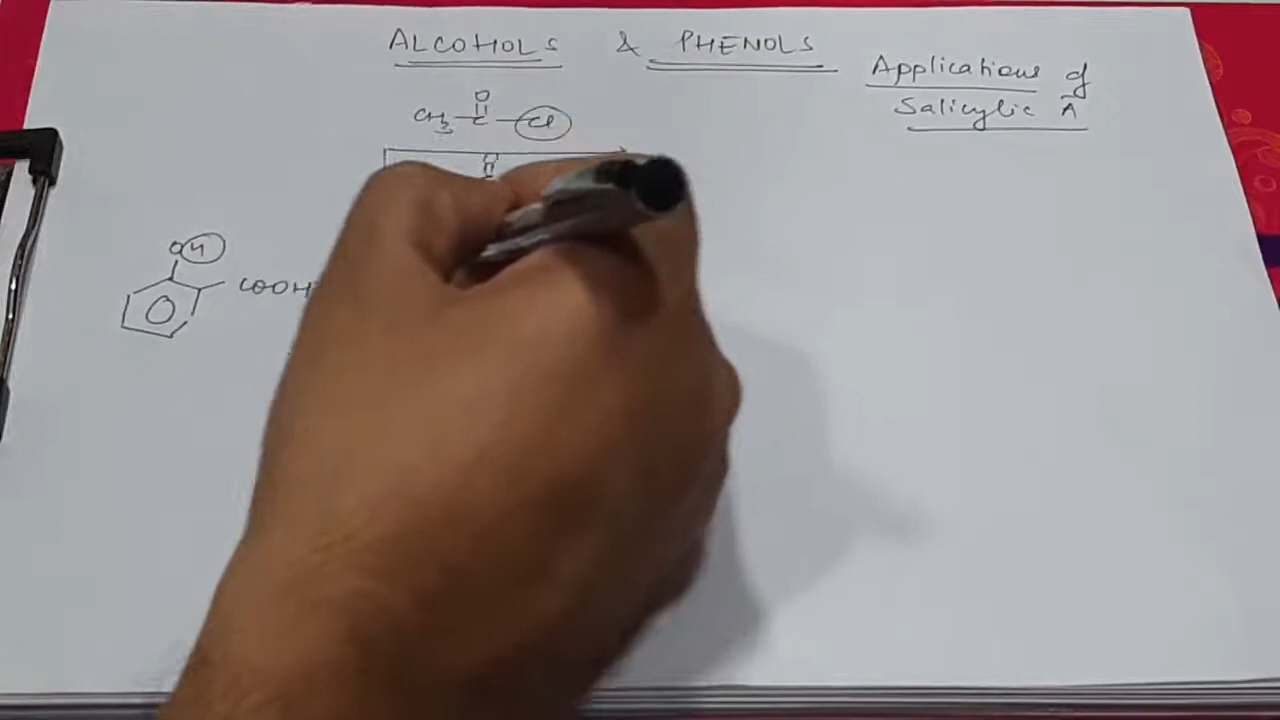 ALCOHOLS & PHENOLS
Applications of
Salicylic A
O
CH3-C-Cl
O
OH
COOH